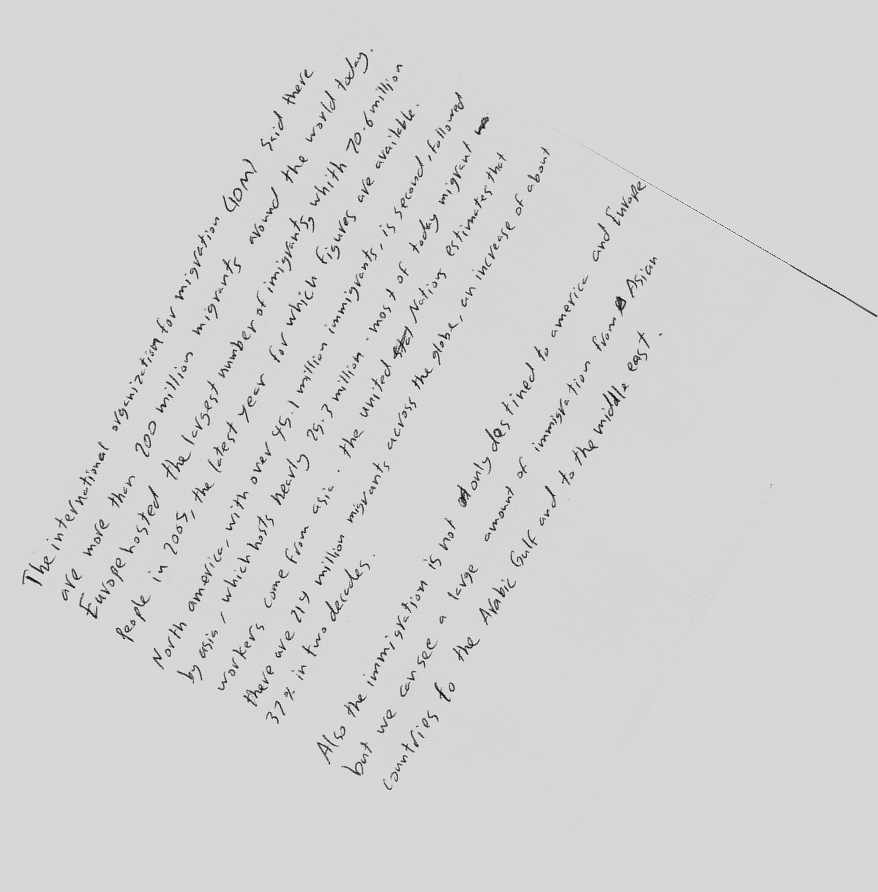 The international organization for migration (IOM) said there
are more than 200 million migrants around the world today.
Europe hosted the largest number of imigrants, whith 70.6 million
people in 2005, the latest year for which figures are available.
North america, with over 45.1 million immigrants, is second, followed
by asia, which hosts nearly 25.3 million. most of today migrant
workers come from asia. the united Nations estimates that
there are 214 million migrants across the globe, an increase of about
37% in two decades.
Also the immigration is not only destined to america and Europe
but we can see a large amount of immigration from Asian
countries to the Arabic Gulf and to the middle east.